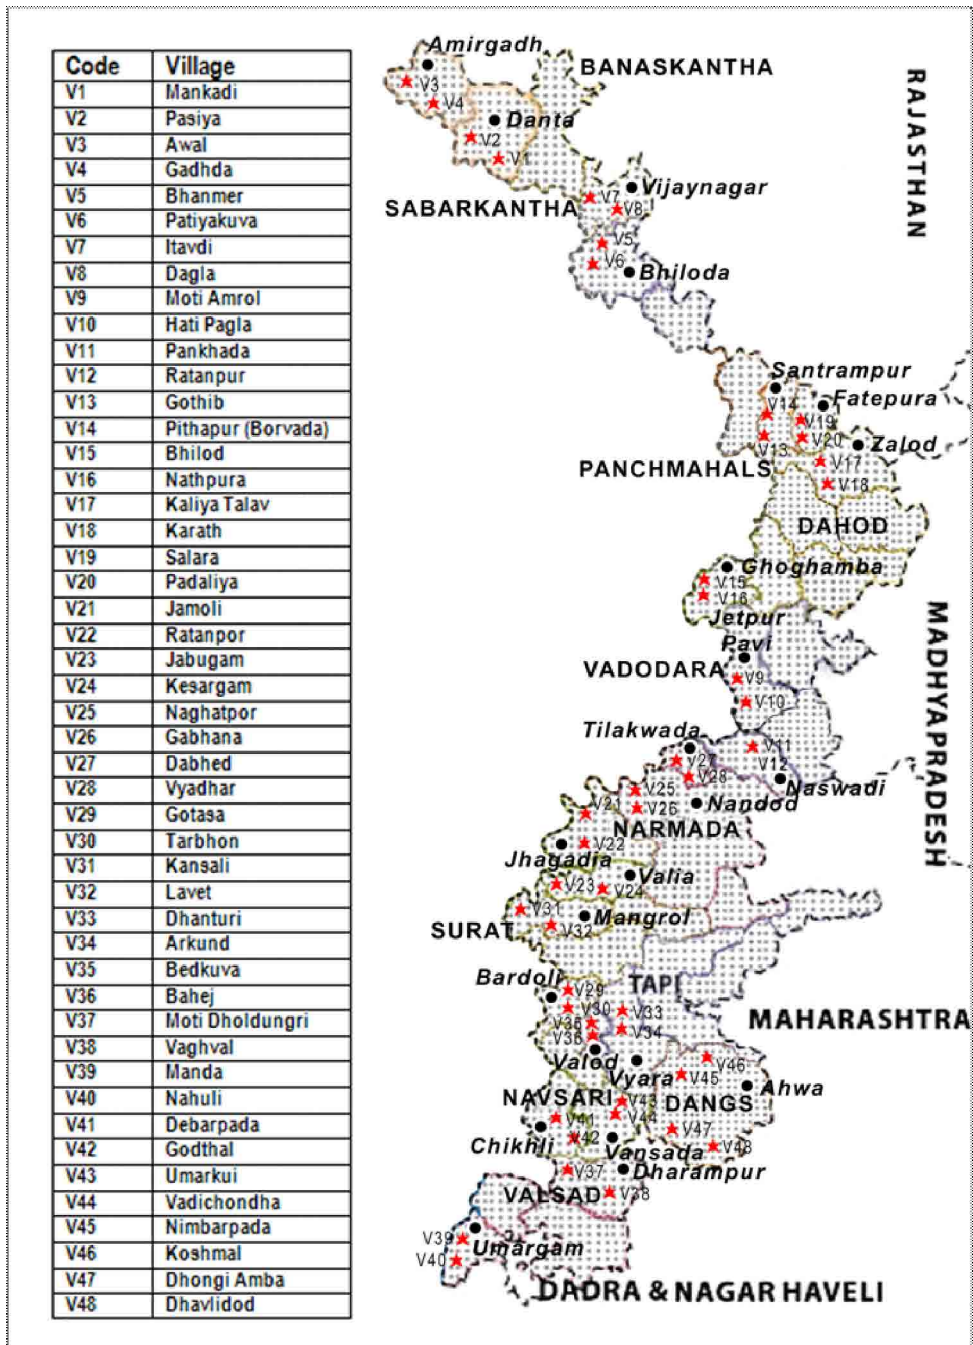 Code Village
V1 Mankadi
V2 Pasiya
V3 Awal
V4 Gadhda
V5 Bhanmer
V6 Patiyakuva
V7 Itavdi
V8 Dagla
V9 Moti Amrol
V10 Hati Pagla
V11 Pankhada
V12 Ratanpur
V13 Gothib
V14 Pithapur (Borvada)
V15 Bhilod
V16 Nathpura
V17 Kaliya Talav
V18 Karath
V19 Salara
V20 Padaliya
V21 Jamoli
V22 Ratanpor
V23 Jabugam
V24 Kesargam
V25 Naghatpor
V26 Gabhana
V27 Dabhed
V28 Vyadhar
V29 Gotasa
V30 Tarbhon
V31 Kansali
V32 Lavet
V33 Dhanturi
V34 Arkund
V35 Bedkuva
V36 Bahej
V37 Moti Dholdungri
V38 Vaghval
V39 Manda
V40 Nahuli
V41 Debarpada
V42 Godthal
V43 Umarkui
V44 Vadichondha
V45 Nimbarpada
V46 Koshmal
V47 Dhongi Amba
V48 Dhavlidod
Amirgadh
BANASKANTHA
V3
V4
Danta
V2
V1
RAJASTHAN
Vijaynagar
V7
SABARKANTHA
V8
V5
V6
Bhiloda
Santrampur
V14
Fatepura
V19
V13
V20
Zalod
PANCHMAHALS
V17
V18
DAHOD
Ghoghamba
V15
V16
Jetpur
Pavi
MADHYA PRADESH
VADODARA
V9
V10
Tilakwada
V11
V27
V12
V28
Naswadi
V25
V21
V26
Nandod
NARMADA
V22
Jhagadia
V23
V24
Valia
V31
Mangrol
SURAT
V32
Bardoli
TAPI
V29
V30
V33
MAHARASHTRA
V35
V34
V36
Valod
V46
Vyara
V45
Ahwa
NAVSARI
V43
DANGS
V44
V41
V47
Chikhli
V42
V48
Vansada
V37
Dharampur
VALSAD
V38
V39
Umargam
V40
DADRA & NAGAR HAVELI